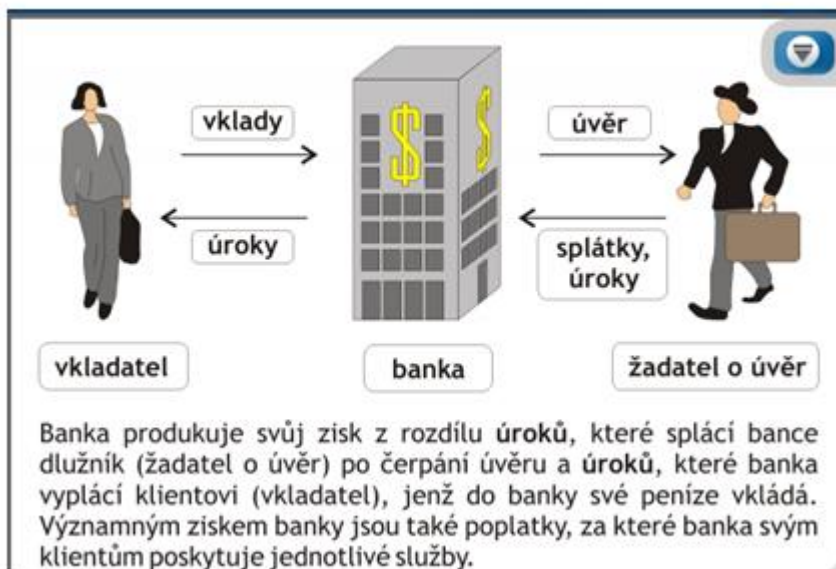 vklady
úvěr
úroky
splátky,
úroky
vkladatel
banka
žadatel o úvěr
Banka produkuje svůj zisk z rozdílu úroků, které splácí bance
dlužník (žadatel o úvěr) po čerpání úvěru a úroků, které banka
vyplácí klientovi (vkladatel), jenž do banky své peníze vkládá.
Významným ziskem banky jsou také poplatky, za které banka svým
klientům poskytuje jednotlivé služby.